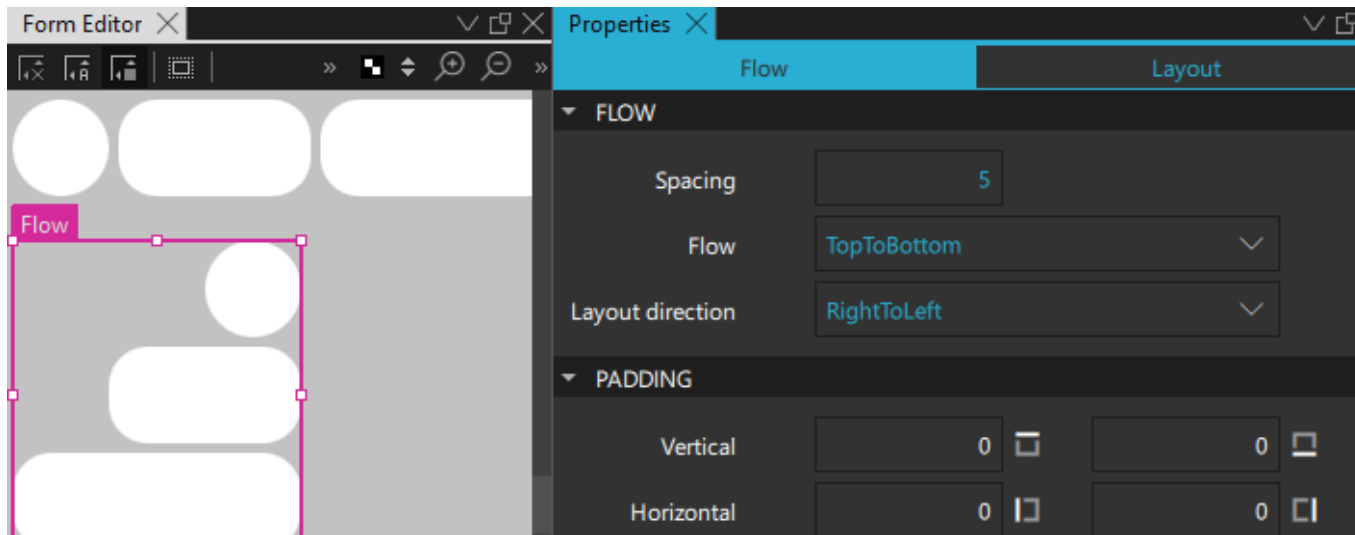 Form Editor
Properties
A
»
»
Flow
Layout
FLOW
Spacing 5
Flow
Flow TopToBottom
Layout direction RightToLeft
PADDING
Vertical 0 0
Horizontal 0 0